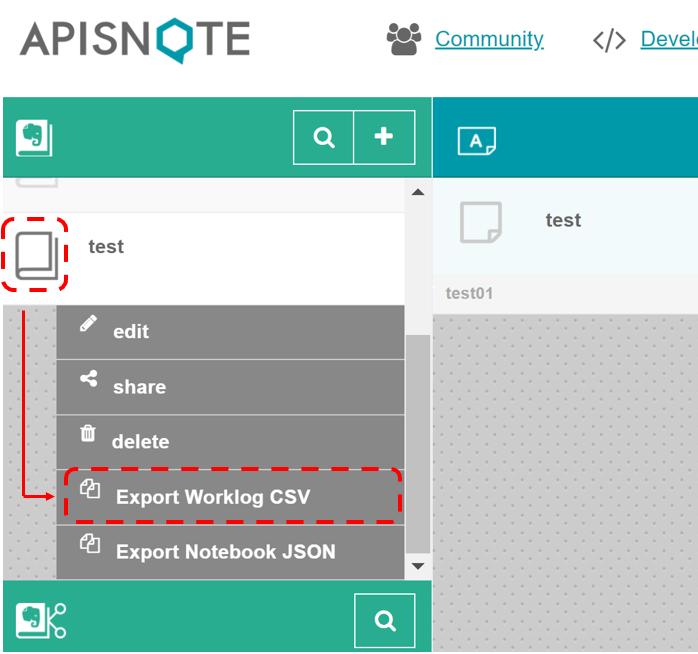 APISNOTE
Community
</> Devel
A
test
test
test01
edit
share
delete
Export Worklog CSV
Export Notebook JSON